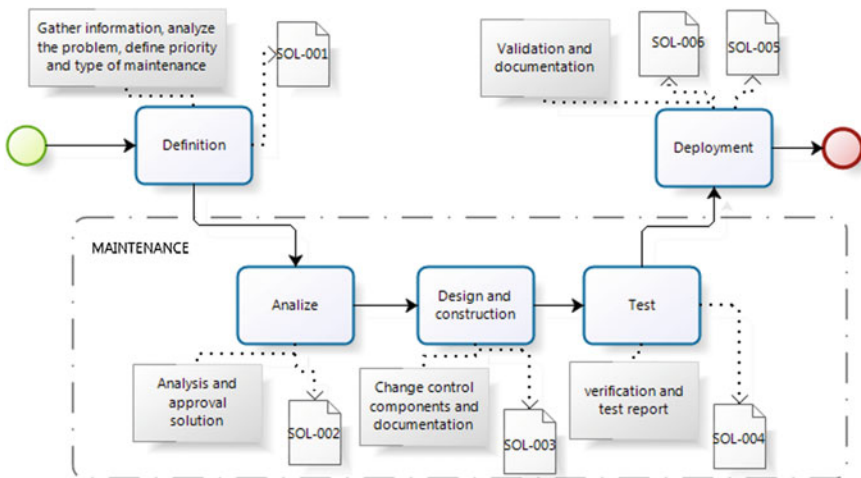 Gather information, analyze
the problem, define priority
and type of maintenance
SOL-001
Validation and
documentation
SOL-006
SOL-005
Definition
Deployment
MAINTENANCE
Analize
Design and
construction
Test
Analysis and
approval
solution
SOL-002
Change control
components and
documentation
SOL-003
verification and
test report
SOL-004